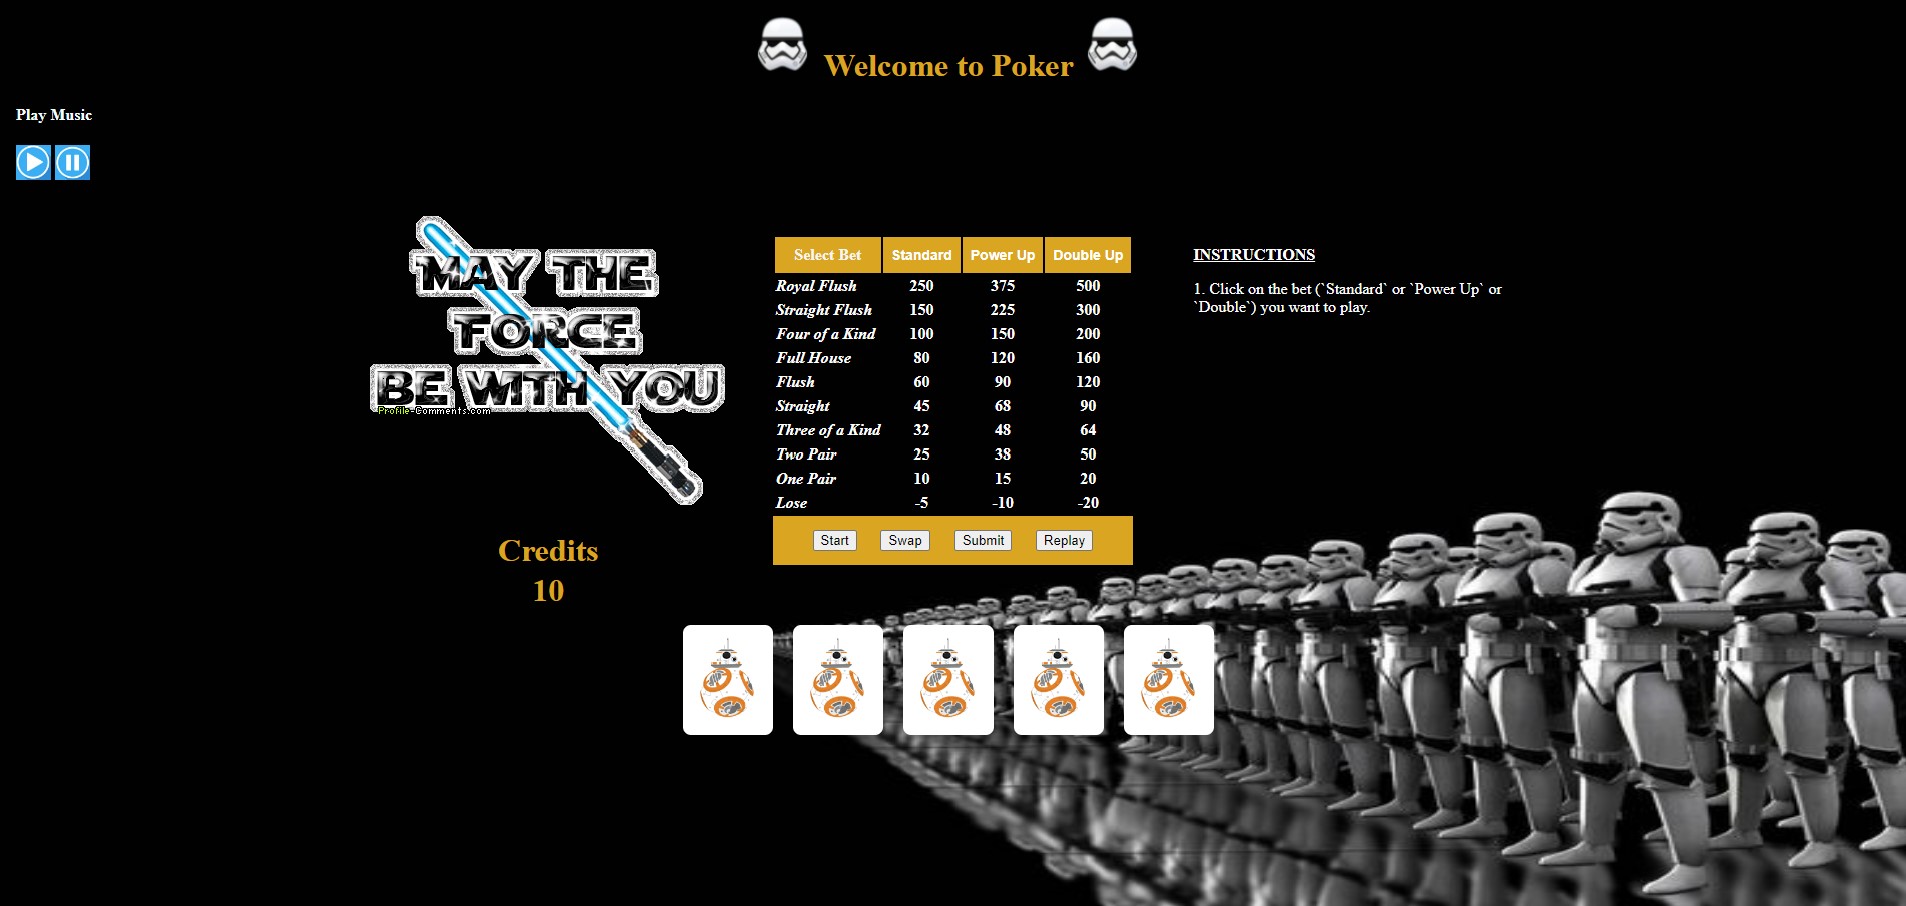 Welcome to Poker
Play Music
MAY THE
FORCE
BE WITH YOU
Profile-Comments.com
Credits
10
Select Bet Standard Power Up Double Up
Royal Flush 250 375 500
Straight Flush 150 225 300
Four of a Kind 100 150 200
Full House 80 120 160
Flush 60 90 120
Straight 45 68 90
Three of a Kind 32 48 64
Two Pair 25 38 50
One Pair 10 15 20
Lose -5 -10 -20
Start Swap Submit Replay
INSTRUCTIONS
1. Click on the bet (`Standard` or `Power Up` or
`Double`) you want to play.